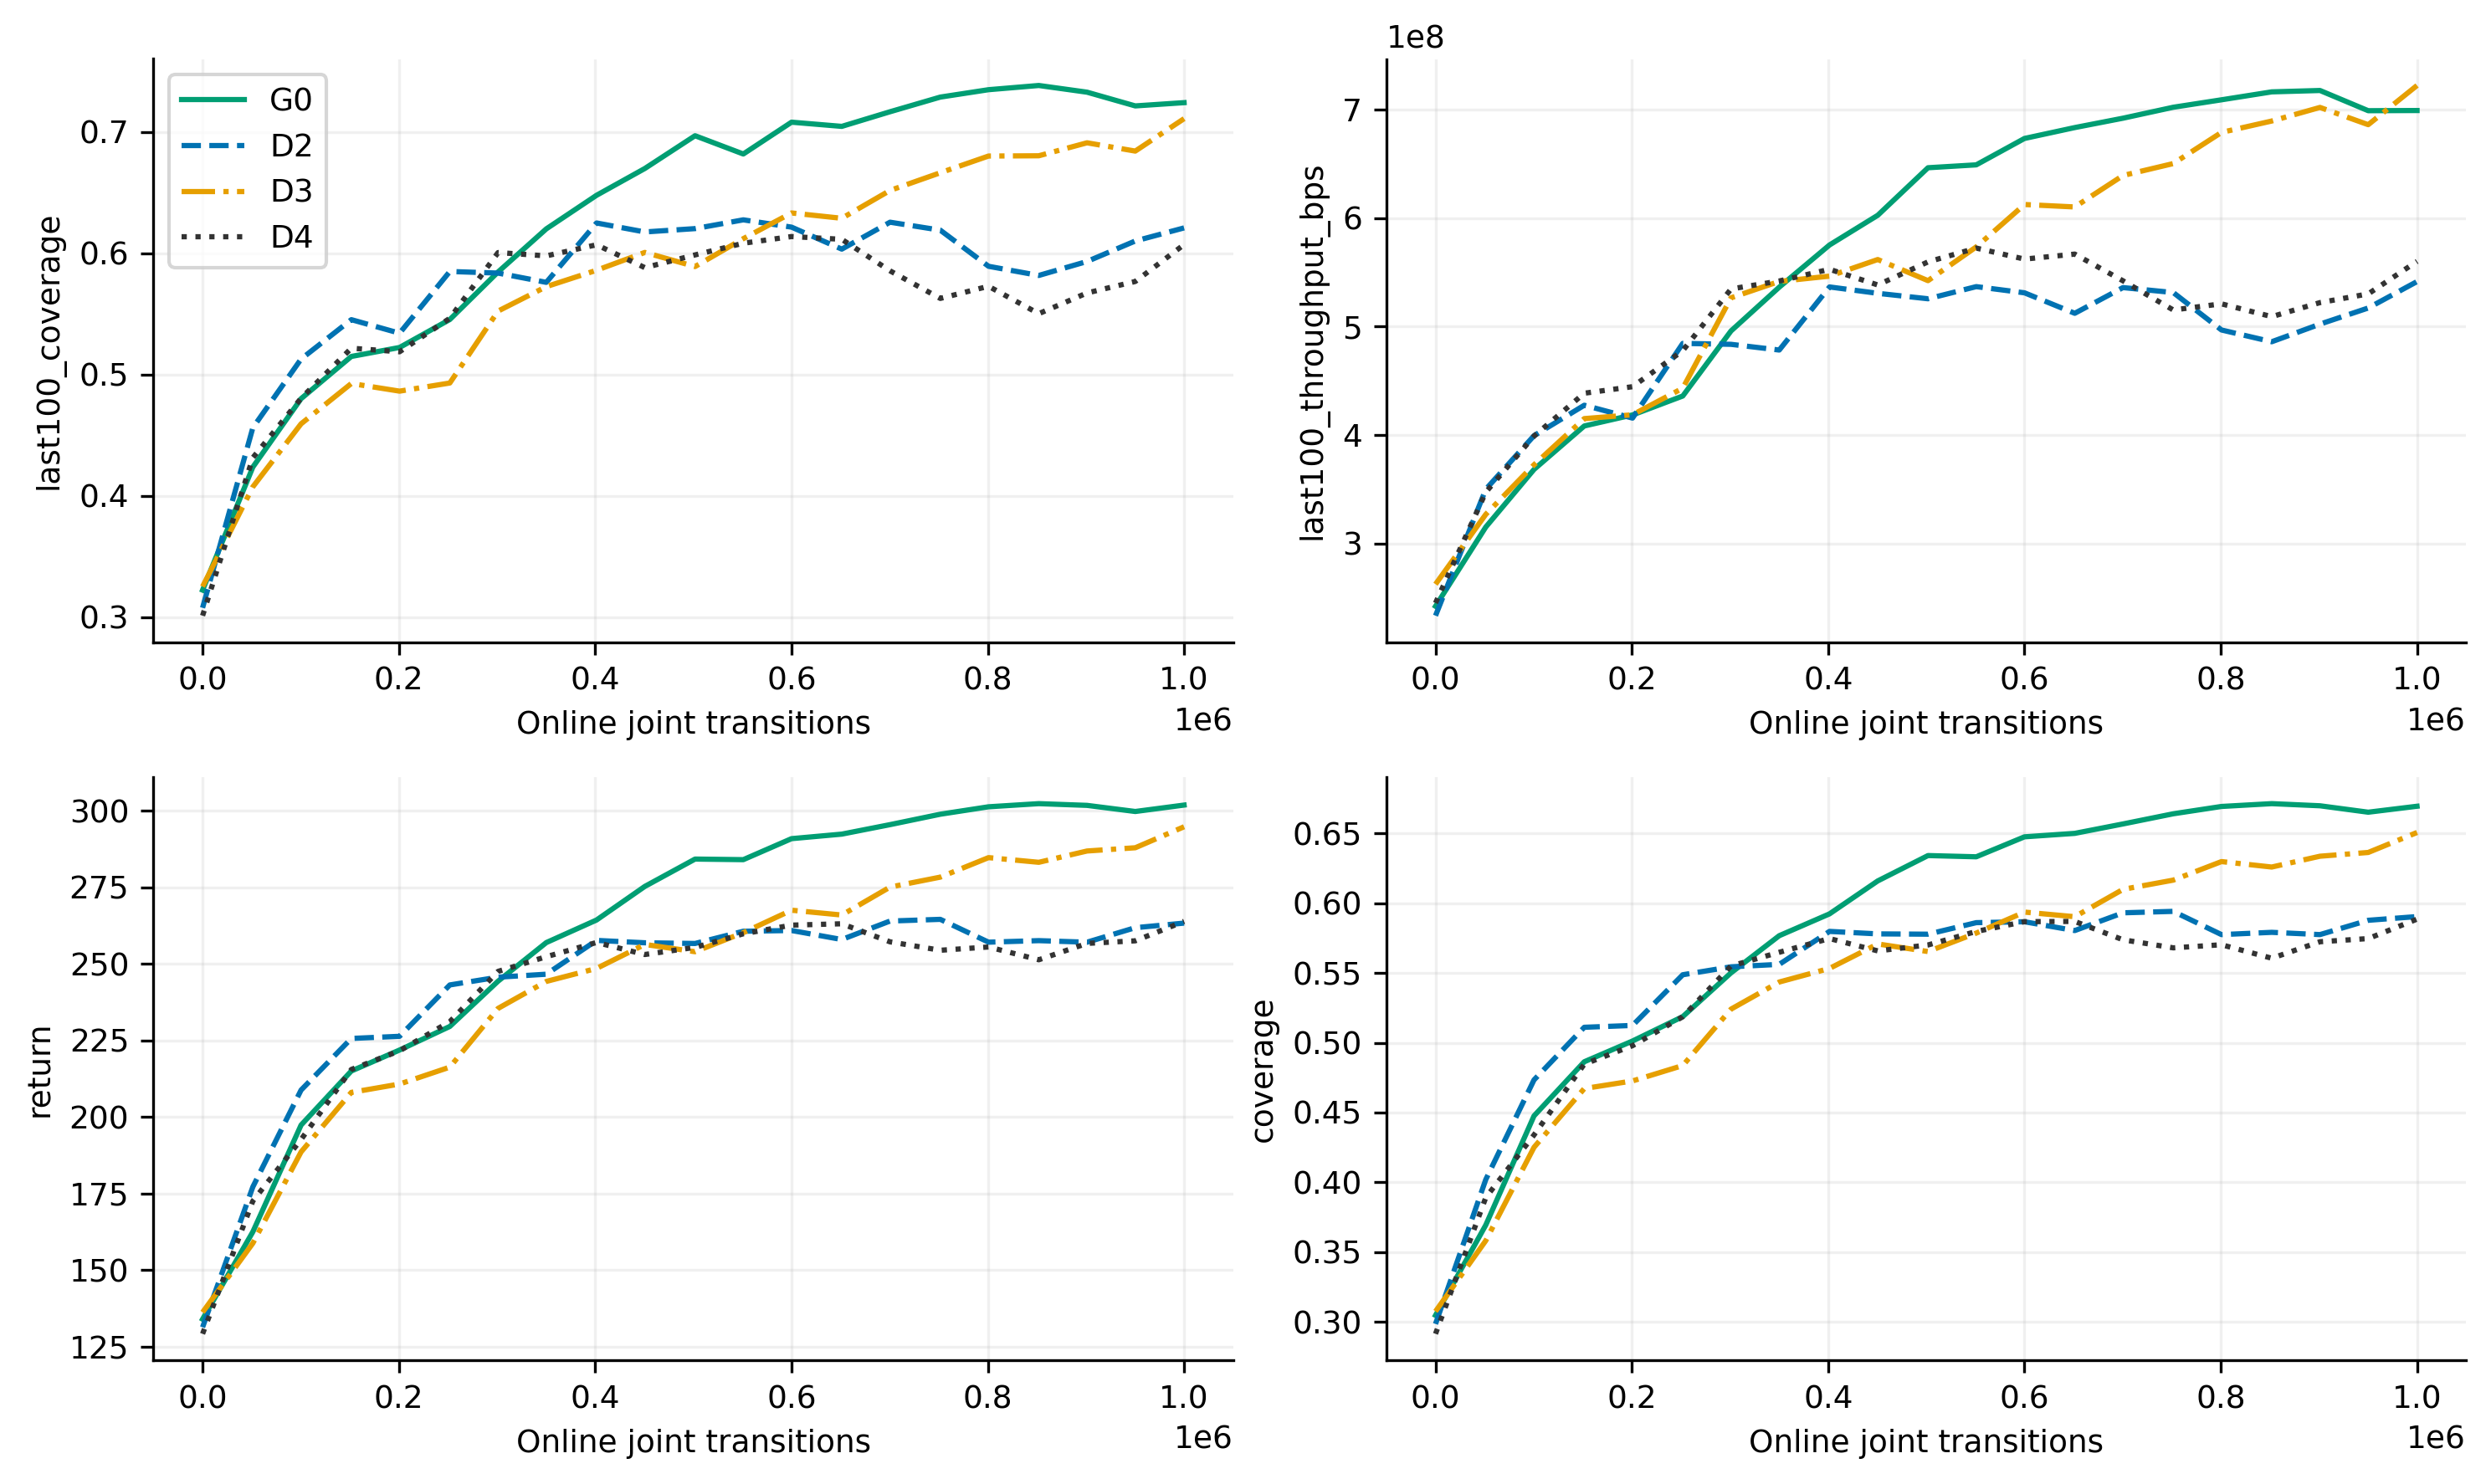 last100_coverage
0.7
0.6
0.5
0.4
0.3
G0
D2
D3
D4
0.0 0.2 0.4 0.6 0.8 1.0
1e6
Online joint transitions
1e8
last100_throughput_bps
7
6
5
4
3
0.0 0.2 0.4 0.6 0.8 1.0
1e6
Online joint transitions
return
300
275
250
225
200
175
150
125
0.0 0.2 0.4 0.6 0.8 1.0
1e6
Online joint transitions
coverage
0.65
0.60
0.55
0.50
0.45
0.40
0.35
0.30
0.0 0.2 0.4 0.6 0.8 1.0
1e6
Online joint transitions